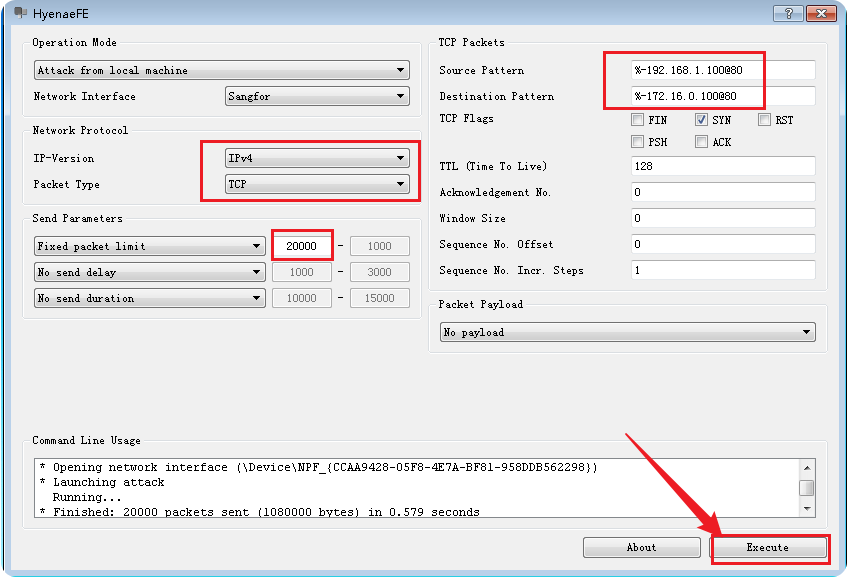 HyenaeFE
Operation Mode
Attack from local machine
Network Interface
Sangfor
Network Protocol
IP-Version
IPv4
Packet Type
TCP
Send Parameters
Fixed packet limit
20000 - 1000
No send delay
1000 - 3000
No send duration
10000 - 15000
TCP Packets
Source Pattern
%-192.168.1.100@80
Destination Pattern
%-172.16.0.100@80
TCP Flags
FIN SYN RST
PSH ACK
TTL (Time To Live)
128
Acknowledgement No.
0
Window Size
0
Sequence No. Offset
0
Sequence No. Incr. Steps
1
Packet Payload
No payload
Command Line Usage
* Opening network interface (\Device\NPF_{CCAA9428-05F8-4E7A-BF81-958DDB562298})
* Launching attack
Running...
* Finished: 20000 packets sent (1080000 bytes) in 0.579 seconds
About
Execute